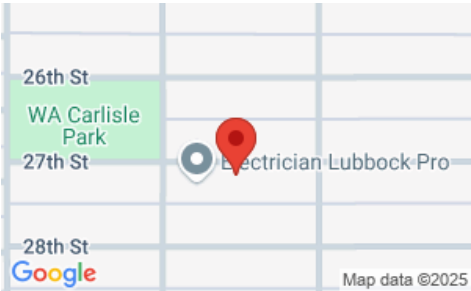 26th St
WA Carlisle
Park
27th St
Electrician Lubbock Pro
28th St
Google
Map data ©2025